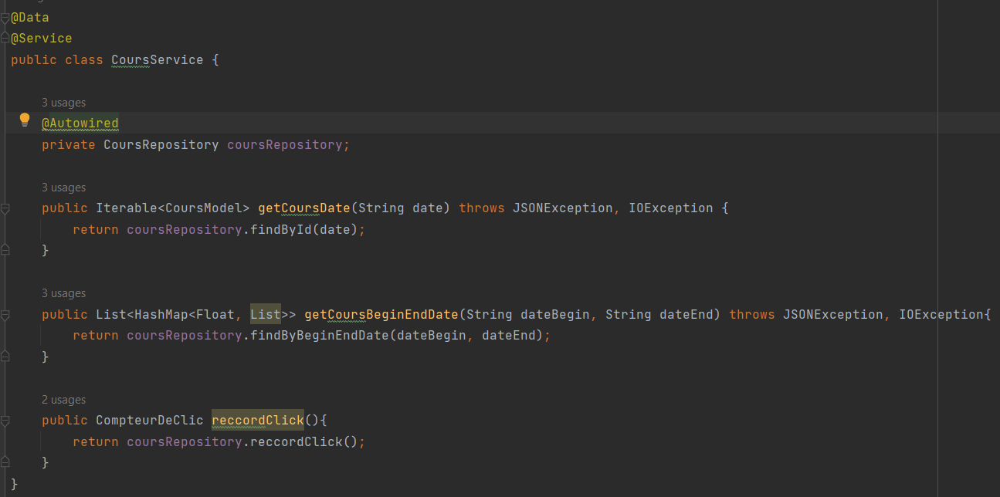 @Data
@Service
public class CoursService {
3 usages
@Autowired
private CoursRepository coursRepository;
3 usages
public Iterable<CoursModel> getCoursDate(String date) throws JSONException, IOException {
return coursRepository.findById(date);
}
3 usages
public List<HashMap<Float, List>> getCoursBeginEndDate(String dateBegin, String dateEnd) throws JSONException, IOException{
return coursRepository.findByBeginEndDate(dateBegin, dateEnd);
}
2 usages
public CompteurDeClic reccordClick(){
return coursRepository.reccordClick();
}
}